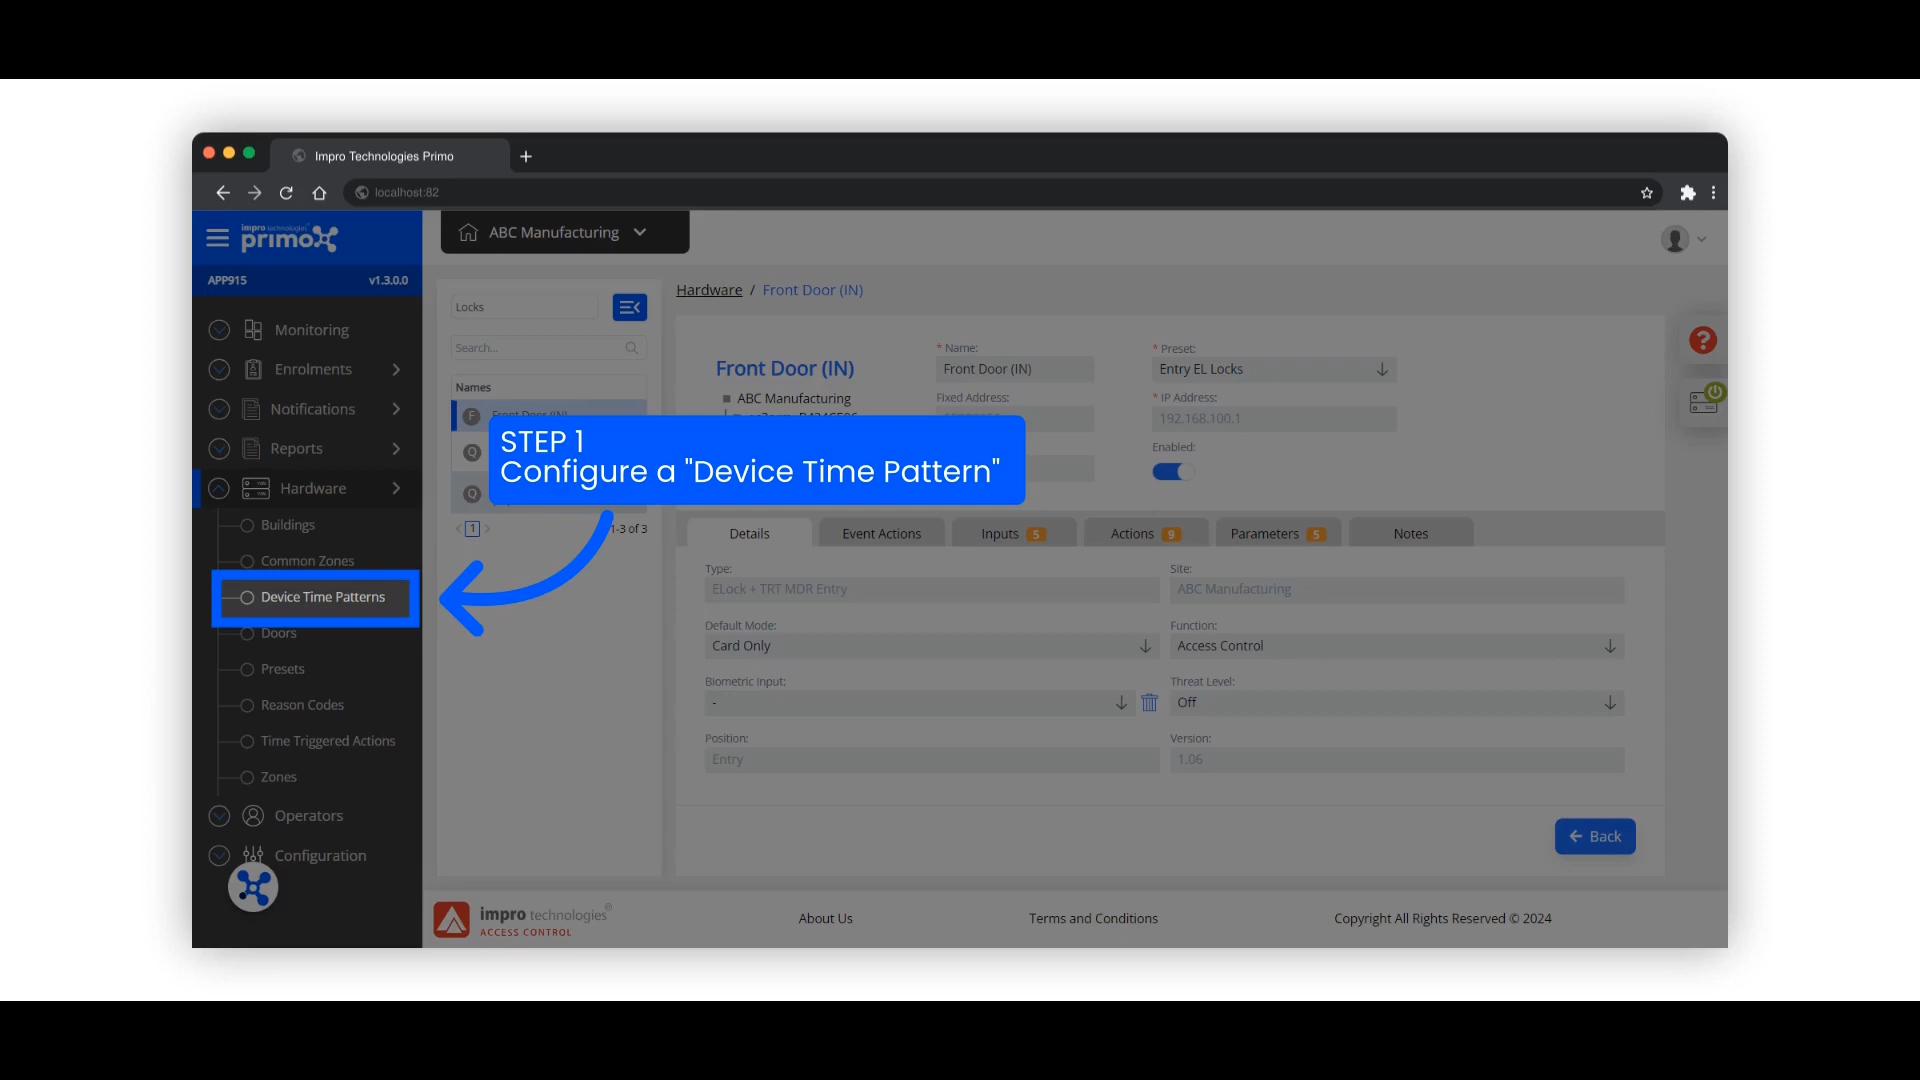 Impro Technologies Primo
localhost:82
impro technologies
primo
ABC Manufacturing
APP915
v1.3.0.0
Monitoring
Enrolments
Notifications
Reports
Hardware
Buildings
Common Zones
Device Time Patterns
Doors
Presets
Reason Codes
Time Triggered Actions
Zones
Operators
Configuration
Locks
Search...
Names
F
Front Door (IN)
Q
Q
1
1-3 of 3
STEP 1
Configure a "Device Time Pattern"
Hardware / Front Door (IN)
Front Door (IN)
ABC Manufacturing
* Name:
Front Door (IN)
* Preset:
Entry EL Locks
Fixed Address:
* IP Address:
192.168.100.1
Enabled:
Details
Event Actions
Inputs 5
Actions 9
Parameters 5
Notes
Type:
ELock + TRT MDR Entry
Site:
ABC Manufacturing
Default Mode:
Card Only
Function:
Access Control
Biometric Input:
-
Threat Level:
Off
Position:
Entry
Version:
1.06
Back
?
impro technologies®
ACCESS CONTROL
About Us
Terms and Conditions
Copyright All Rights Reserved © 2024